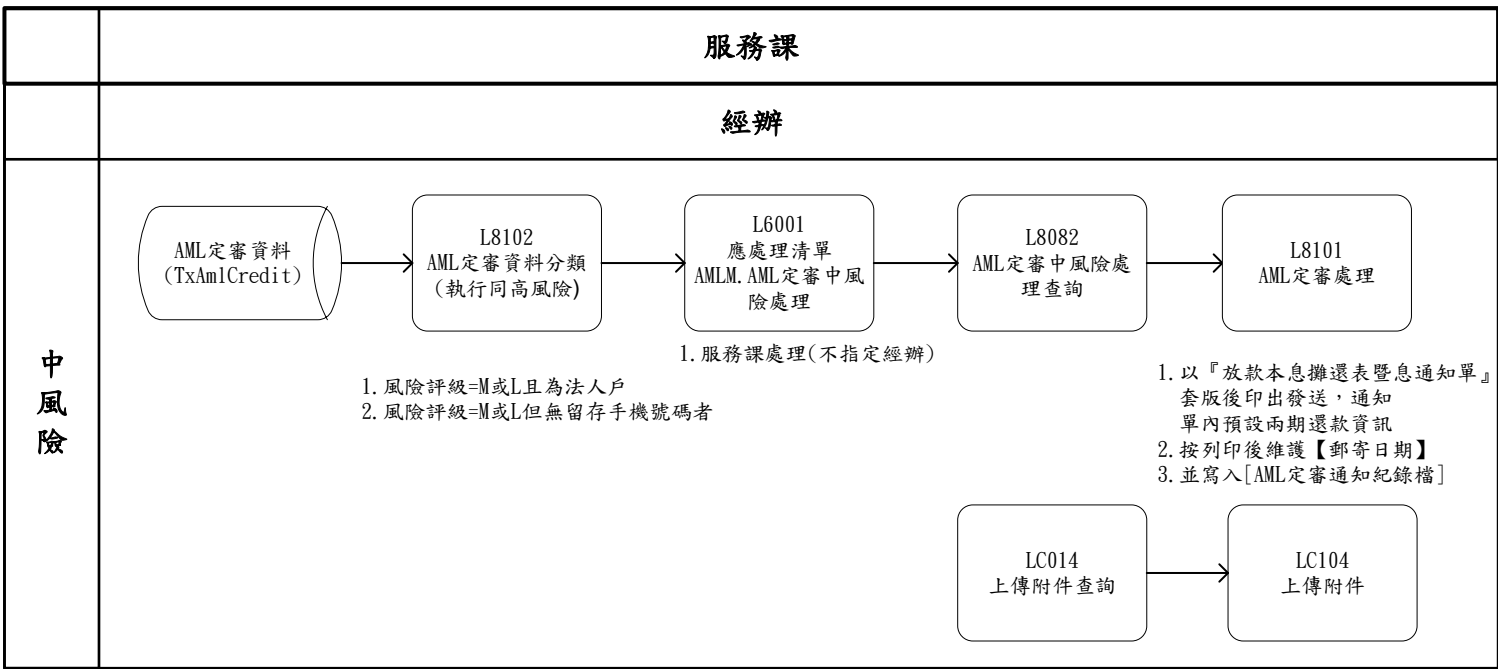 服務課
經辦
中風險
AML定審資料
(TxAmlCredit)
L8102
AML定審資料分類
(執行同高風險)
L6001
應處理清單
AMLM.AML定審中風
險處理
L8082
AML定審中風險處
理查詢
L8101
AML定審處理
1.風險評級=M或L且為法人戶
2.風險評級=M或L但無留存手機號碼者
1.服務課處理(不指定經辦)
1.以『放款本息攤還表暨息通知單』
套版後印出發送，通知
單內預設兩期還款資訊
2.按列印後維護【郵寄日期】
3.並寫入[AML定審通知紀錄檔]
LC014
上傳附件查詢
LC104
上傳附件